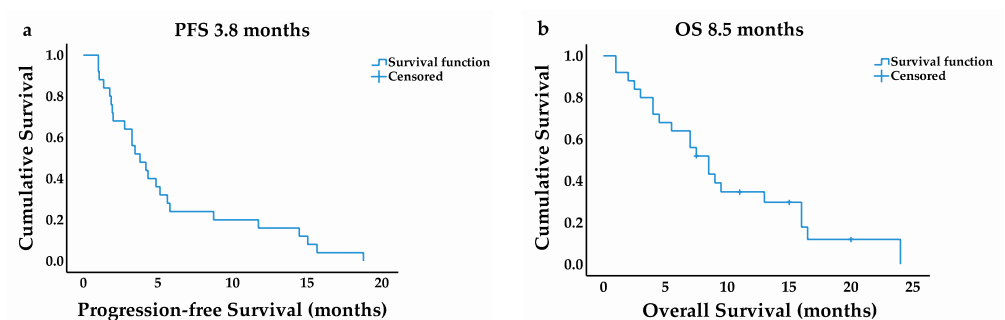 a
PFS 3.8 months
Cumulative Survival
1.0
0.8
0.6
0.4
0.2
0.0
Survival function
Censored
0 5 10 15 20
Progression-free Survival (months)
b
OS 8.5 months
Cumulative Survival
1.0
0.8
0.6
0.4
0.2
0.0
Survival function
Censored
0 5 10 15 20 25
Overall Survival (months)